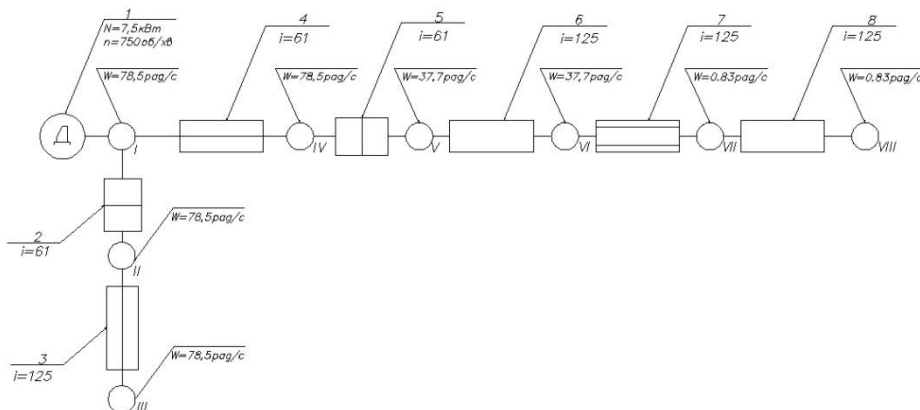 1
N=7,5кВт
n=750об/хв
W=78,5рад/с
4
i=61
W=78,5рад/с
5
i=61
W=37,7рад/с
6
i=125
W=37,7рад/с
7
i=125
W=0.83рад/с
8
i=125
W=0.83рад/с
Д
I
IV
V
VI
VII
VIII
2
i=61
W=78,5рад/с
II
3
i=125
W=78,5рад/с
III